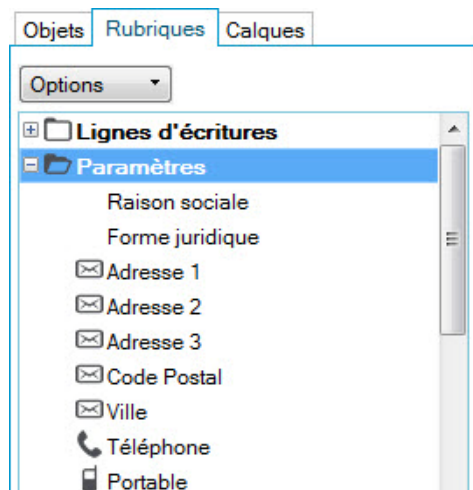 Objets Rubriques Calques
Options
Lignes d'écritures
Paramètres
Raison sociale
Forme juridique
Adresse 1
Adresse 2
Adresse 3
Code Postal
Ville
Téléphone
Portable